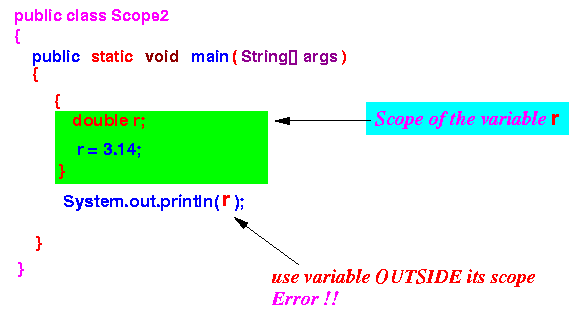 public class Scope2
{
public static void main ( String[] args )
{
{
double r;
Scope of the variable r
r = 3.14;
}
System.out.println( r );
}
}
use variable OUTSIDE its scope
Error !!